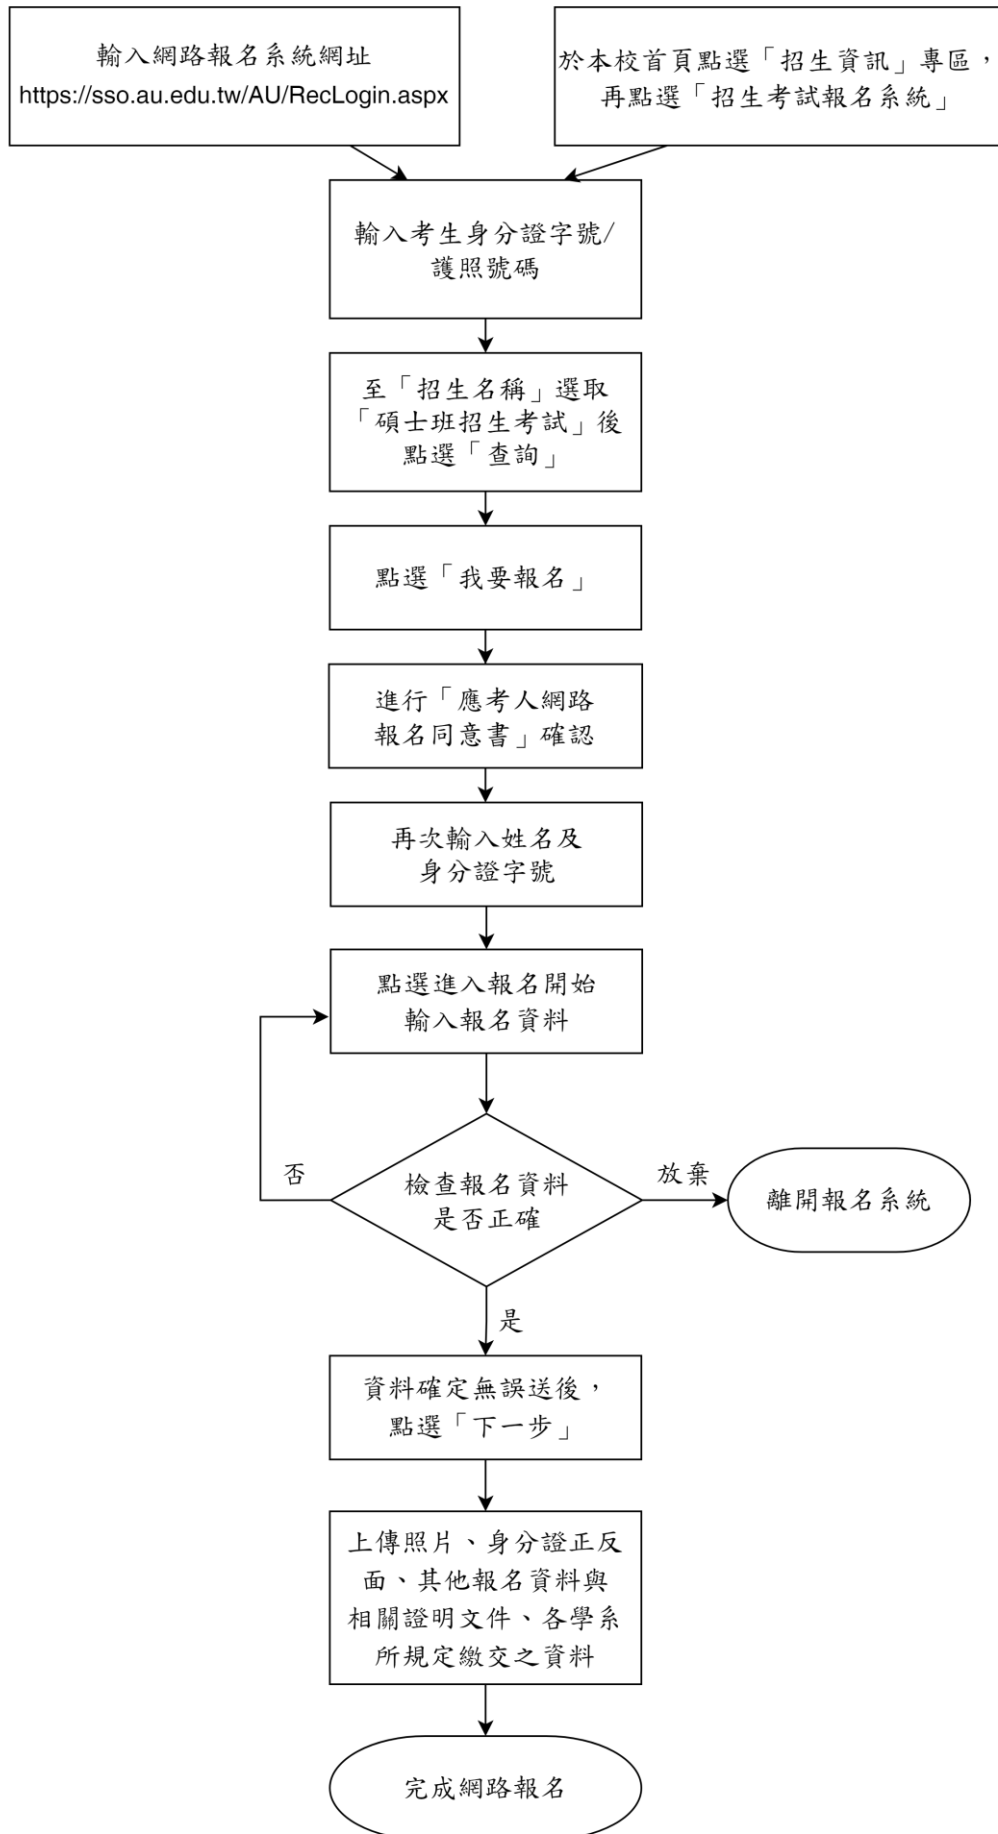 輸入網路報名系統網址
https://sso.au.edu.tw/AU/RecLogin.aspx
於本校首頁點選「招生資訊」專區，
再點選「招生考試報名系統」
輸入考生身分證字號/
護照號碼
至「招生名稱」選取
「碩士班招生考試」後
點選「查詢」
點選「我要報名」
進行「應考人網路
報名同意書」確認
再次輸入姓名及
身分證字號
點選進入報名開始
輸入報名資料
否
檢查報名資料
是否正確
放棄
離開報名系統
是
資料確定無誤送後，
點選「下一步」
上傳照片、身分證正反
面、其他報名資料與
相關證明文件、各學系
所規定繳交之資料
完成網路報名